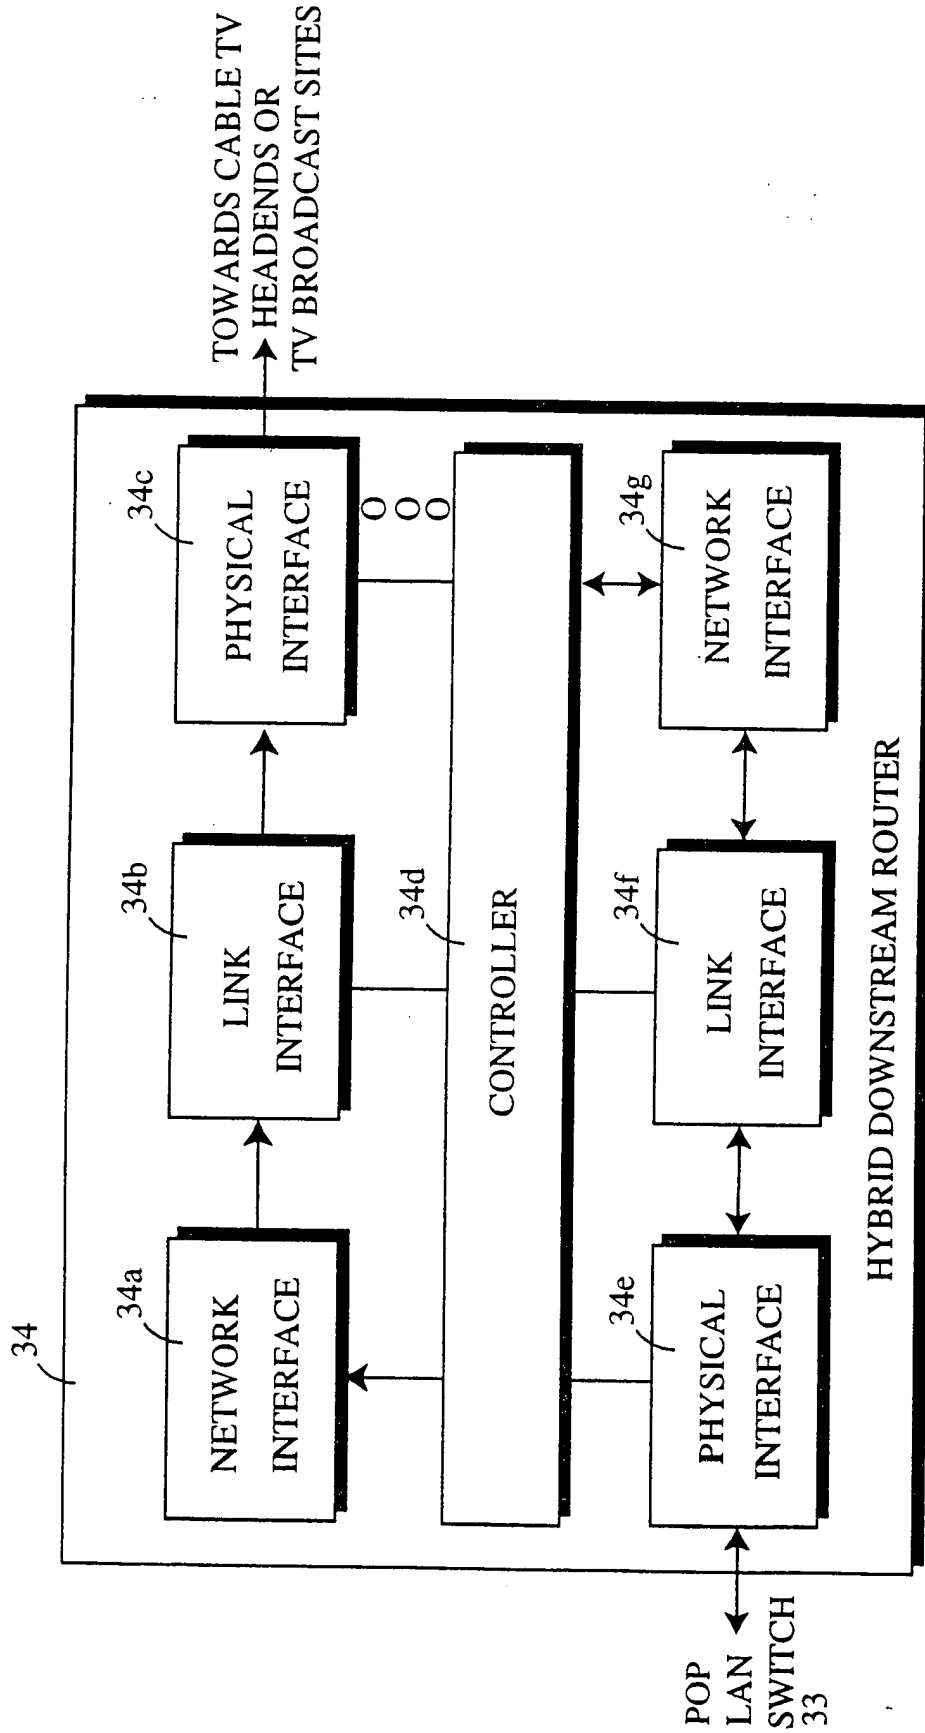 34
34a
NETWORK
INTERFACE
34b
LINK
INTERFACE
34c
PHYSICAL
INTERFACE
TOWARDS CABLE TV
HEADENDS OR
TV BROADCAST SITES
O O O
34d
CONTROLLER
34e
PHYSICAL
INTERFACE
34f
LINK
INTERFACE
34g
NETWORK
INTERFACE
POP
LAN
SWITCH
33
HYBRID DOWNSTREAM ROUTER